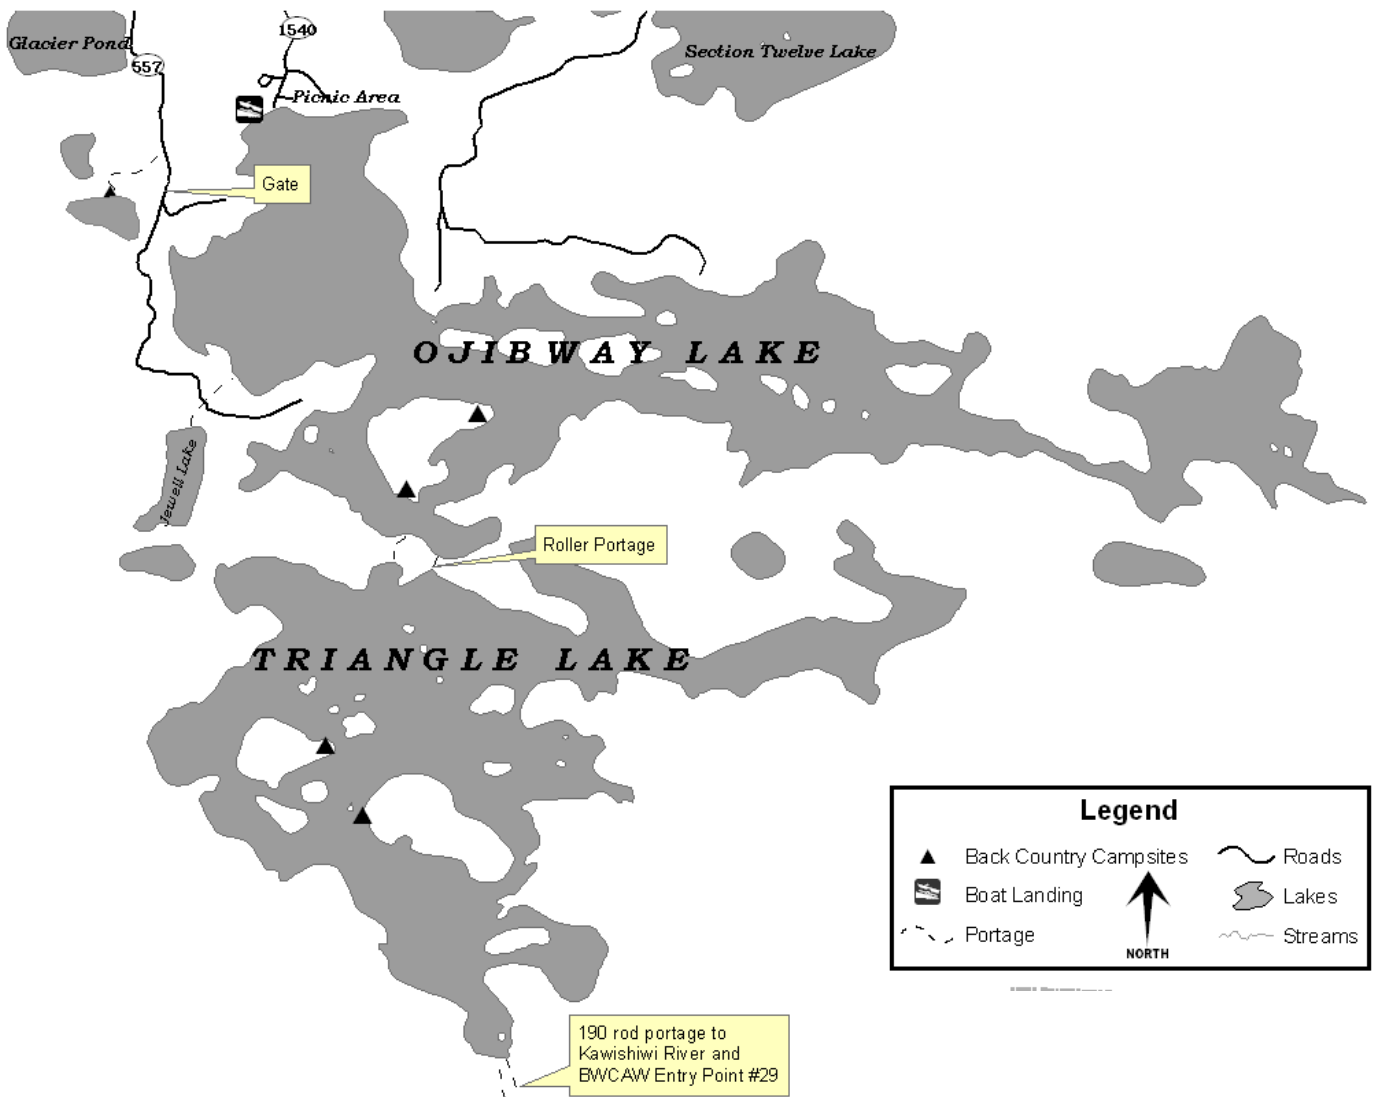 1540
Glacier Pond
557
Section Twelve Lake
Picnic Area
Gate
OJIBWAY LAKE
Jewell Lake
Roller Portage
TRIANGLE LAKE
Legend
Back Country Campsites
Roads
Boat Landing
Lakes
Portage
NORTH
Streams
190 rod portage to
Kawishiwi River and
BWCAW Entry Point #29